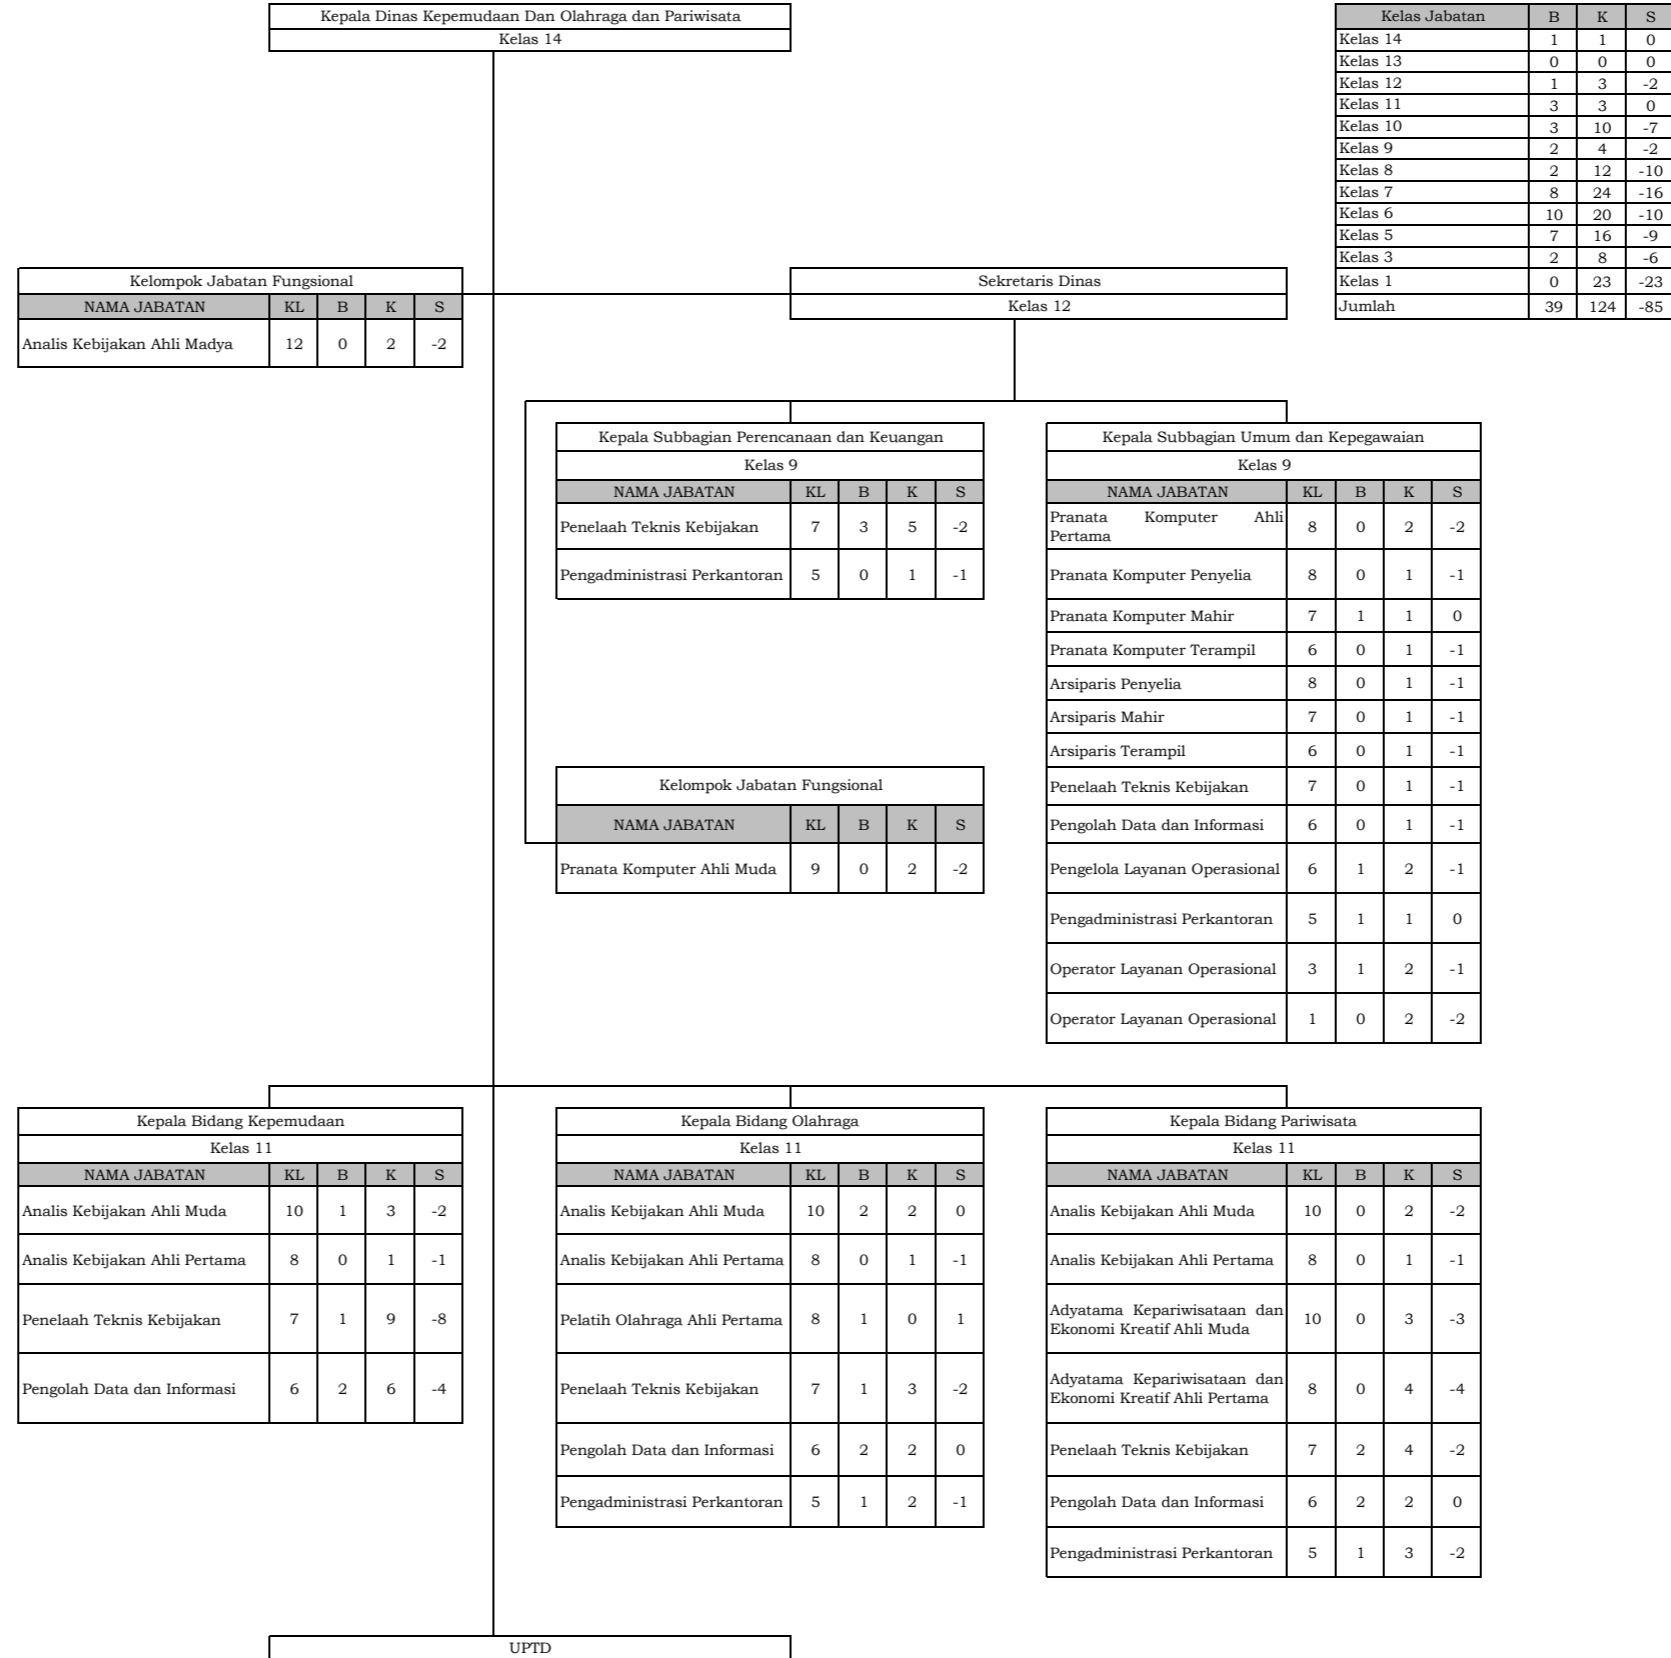 Kepala Dinas Kepemudaan Dan Olahraga dan Pariwisata
Kelas 14
Kelas Jabatan B K S
Kelas 14 1 1 0
Kelas 13 0 0 0
Kelas 12 1 3 -2
Kelas 11 3 3 0
Kelas 10 3 10 -7
Kelas 9 2 4 -2
Kelas 8 2 12 -10
Kelas 7 8 24 -16
Kelas 6 10 20 -10
Kelas 5 7 16 -9
Kelas 3 2 8 -6
Kelas 1 0 23 -23
Jumlah 39 124 -85
Kelompok Jabatan Fungsional
NAMA JABATAN KL B K S
Analis Kebijakan Ahli Madya 12 0 2 -2
Sekretaris Dinas
Kelas 12
Kepala Subbagian Perencanaan dan Keuangan
Kelas 9
NAMA JABATAN KL B K S
Penelaah Teknis Kebijakan 7 3 5 -2
Pengadministrasi Perkantoran 5 0 1 -1
Kelompok Jabatan Fungsional
NAMA JABATAN KL B K S
Pranata Komputer Ahli Muda 9 0 2 -2
Kepala Subbagian Umum dan Kepegawaian
Kelas 9
NAMA JABATAN KL B K S
Pranata Komputer Ahli
Pertama 8 0 2 -2
Pranata Komputer Penyelia 8 0 1 -1
Pranata Komputer Mahir 7 1 1 0
Pranata Komputer Terampil 6 0 1 -1
Arsiparis Penyelia 8 0 1 -1
Arsiparis Mahir 7 0 1 -1
Arsiparis Terampil 6 0 1 -1
Penelaah Teknis Kebijakan 7 0 1 -1
Pengolah Data dan Informasi 6 0 1 -1
Pengelola Layanan Operasional 6 1 2 -1
Pengadministrasi Perkantoran 5 1 1 0
Operator Layanan Operasional 3 1 2 -1
Operator Layanan Operasional 1 0 2 -2
Kepala Bidang Kepemudaan
Kelas 11
NAMA JABATAN KL B K S
Analis Kebijakan Ahli Muda 10 1 3 -2
Analis Kebijakan Ahli Pertama 8 0 1 -1
Penelaah Teknis Kebijakan 7 1 9 -8
Pengolah Data dan Informasi 6 2 6 -4
Kepala Bidang Olahraga
Kelas 11
NAMA JABATAN KL B K S
Analis Kebijakan Ahli Muda 10 2 2 0
Analis Kebijakan Ahli Pertama 8 0 1 -1
Pelatih Olahraga Ahli Pertama 8 1 0 1
Penelaah Teknis Kebijakan 7 1 3 -2
Pengolah Data dan Informasi 6 2 2 0
Pengadministrasi Perkantoran 5 1 2 -1
Kepala Bidang Pariwisata
Kelas 11
NAMA JABATAN KL B K S
Analis Kebijakan Ahli Muda 10 0 2 -2
Analis Kebijakan Ahli Pertama 8 0 1 -1
Adyatama Kepariwisataan dan
Ekonomi Kreatif Ahli Muda 10 0 3 -3
Adyatama Kepariwisataan dan
Ekonomi Kreatif Ahli Pertama 8 0 4 -4
Penelaah Teknis Kebijakan 7 2 4 -2
Pengolah Data dan Informasi 6 2 2 0
Pengadministrasi Perkantoran 5 1 3 -2
UPTD